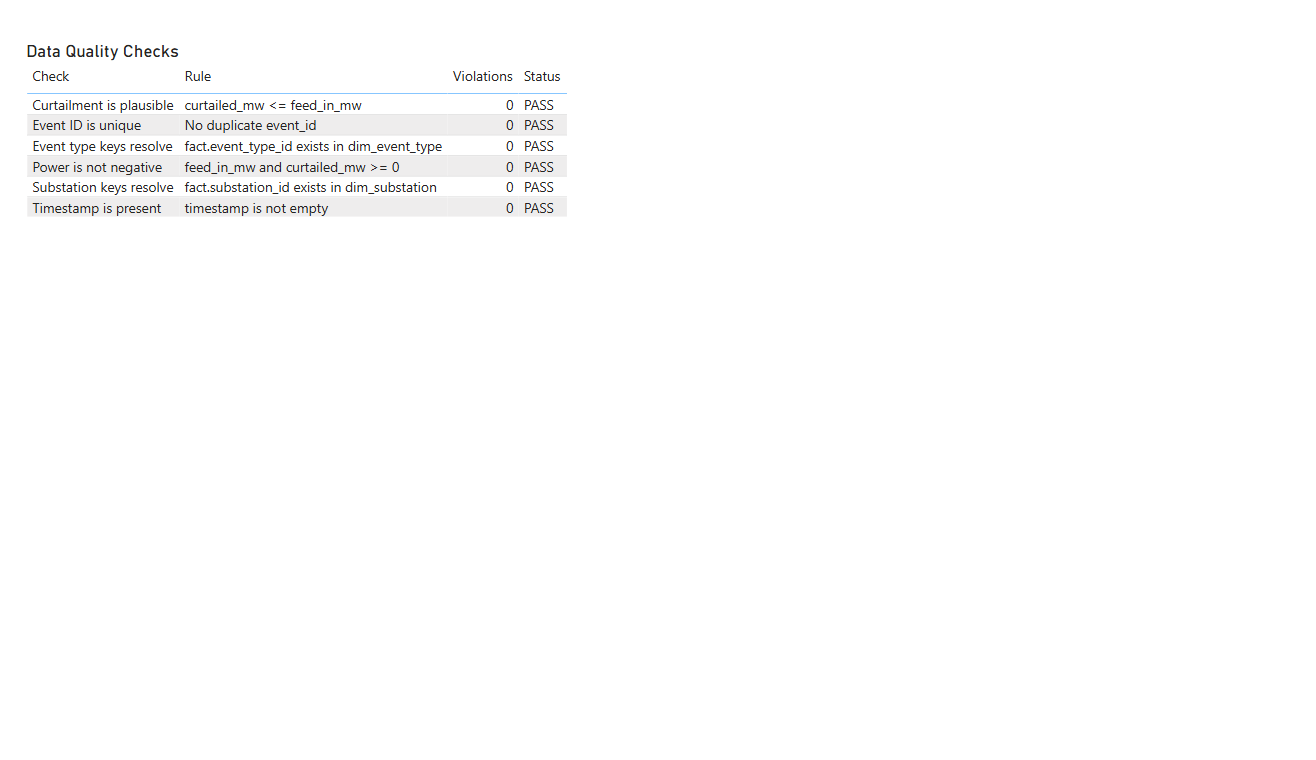 Data Quality Checks
Check Rule Violations Status
Curtailment is plausible curtailed_mw <= feed_in_mw 0 PASS
Event ID is unique No duplicate event_id 0 PASS
Event type keys resolve fact.event_type_id exists in dim_event_type 0 PASS
Power is not negative feed_in_mw and curtailed_mw >= 0 0 PASS
Substation keys resolve fact.substation_id exists in dim_substation 0 PASS
Timestamp is present timestamp is not empty 0 PASS